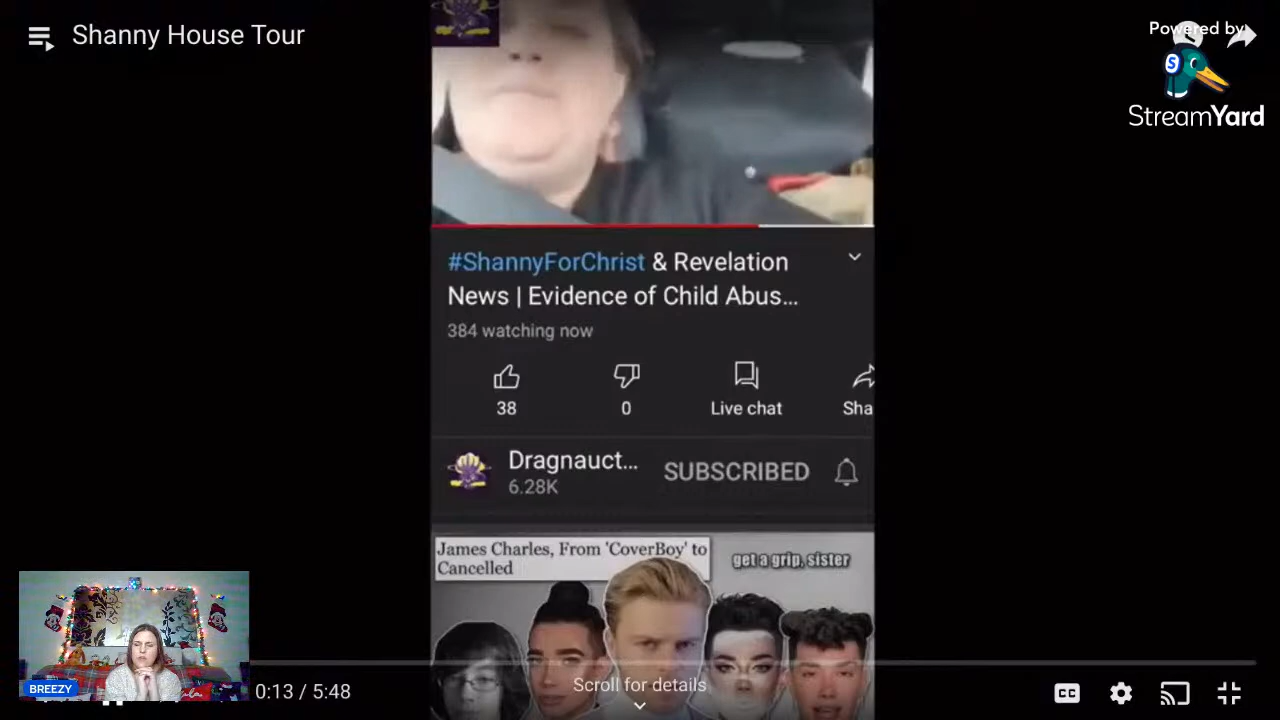 Shanny House Tour
Powered by
S
StreamYard
#ShannyForChrist & Revelation
News | Evidence of Child Abus...
384 watching now
38
0
Live chat
Sha
Dragnauct...
6.28K
SUBSCRIBED
James Charles, From 'CoverBoy' to
Cancelled
get a grip, sister
Scroll for details
BREEZY
0:13 / 5:48
CC